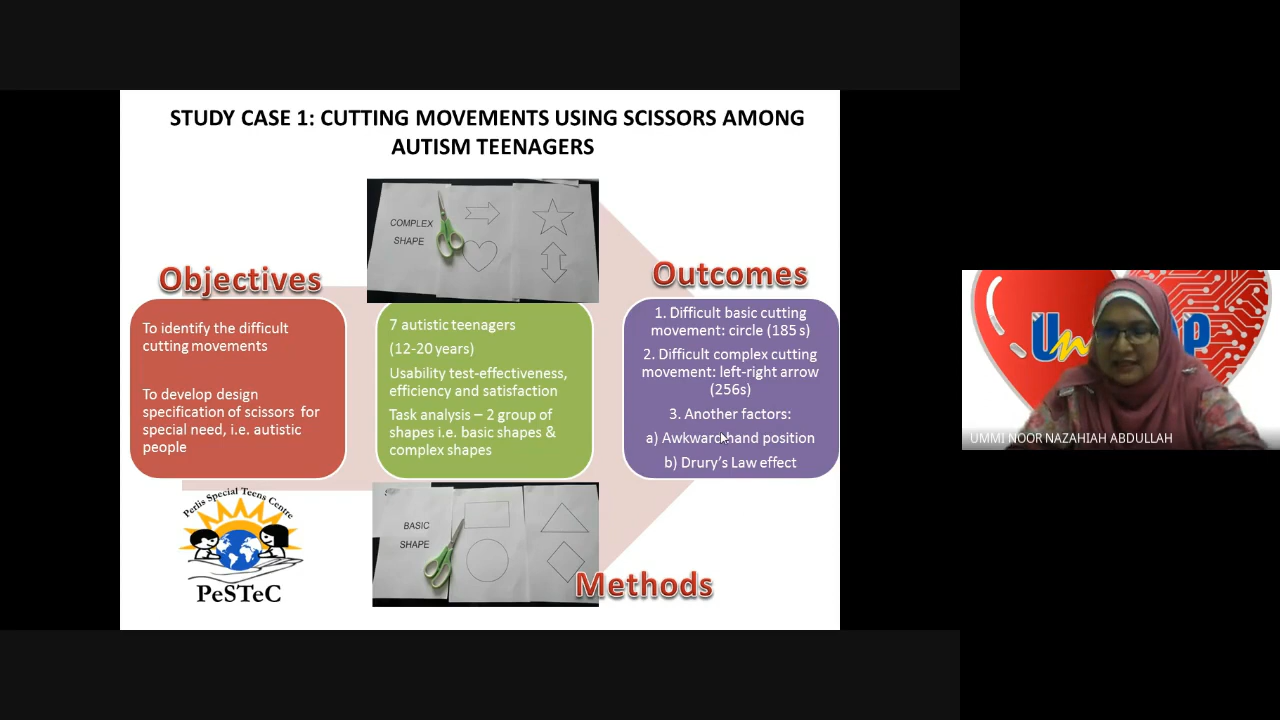 STUDY CASE 1: CUTTING MOVEMENTS USING SCISSORS AMONG
AUTISM TEENAGERS
COMPLEX
SHAPE
Objectives
To identify the difficult
cutting movements
To develop design
specification of scissors for
special need, i.e. autistic
people
7 autistic teenagers
(12-20 years)
Usability test-effectiveness,
efficiency and satisfaction
Task analysis – 2 group of
shapes i.e. basic shapes &
complex shapes
Outcomes
1. Difficult basic cutting
movement: circle (185 s)
2. Difficult complex cutting
movement: left-right arrow
(256s)
3. Another factors:
a) Awkward hand position
b) Drury's Law effect
Perlis Special Teens Centre
PeSTeC
BASIC
SHAPE
Methods
Un
P
UMMI NOOR NAZAHIAH ABDULLAH